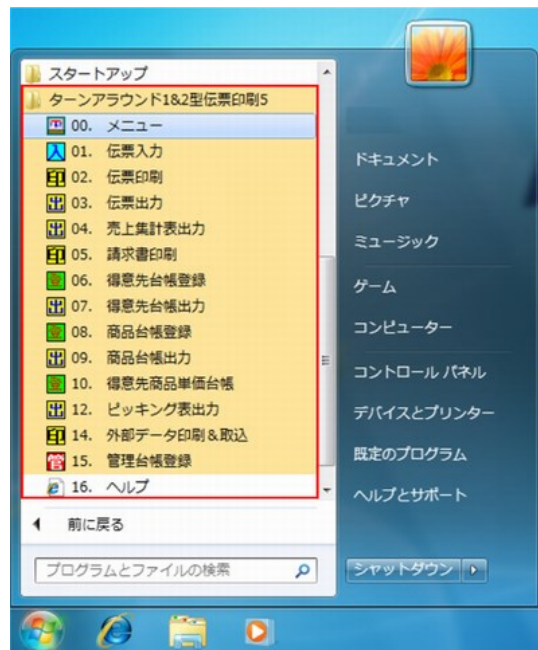 スタートアップ
ターンアラウンド1&2型伝票印刷5
00. メニュー
01. 伝票入力
02. 伝票印刷
03. 伝票出力
04. 売上集計表出力
05. 請求書印刷
06. 得意先台帳登録
07. 得意先台帳出力
08. 商品台帳登録
09. 商品台帳出力
10. 得意先商品単価台帳
12. ピッキング表出力
14. 外部データ印刷&取込
15. 管理台帳登録
16. ヘルプ
前に戻る
プログラムとファイルの検索
ドキュメント
ピクチャ
ミュージック
ゲーム
コンピューター
コントロール パネル
デバイスとプリンター
既定のプログラム
ヘルプとサポート
シャットダウン